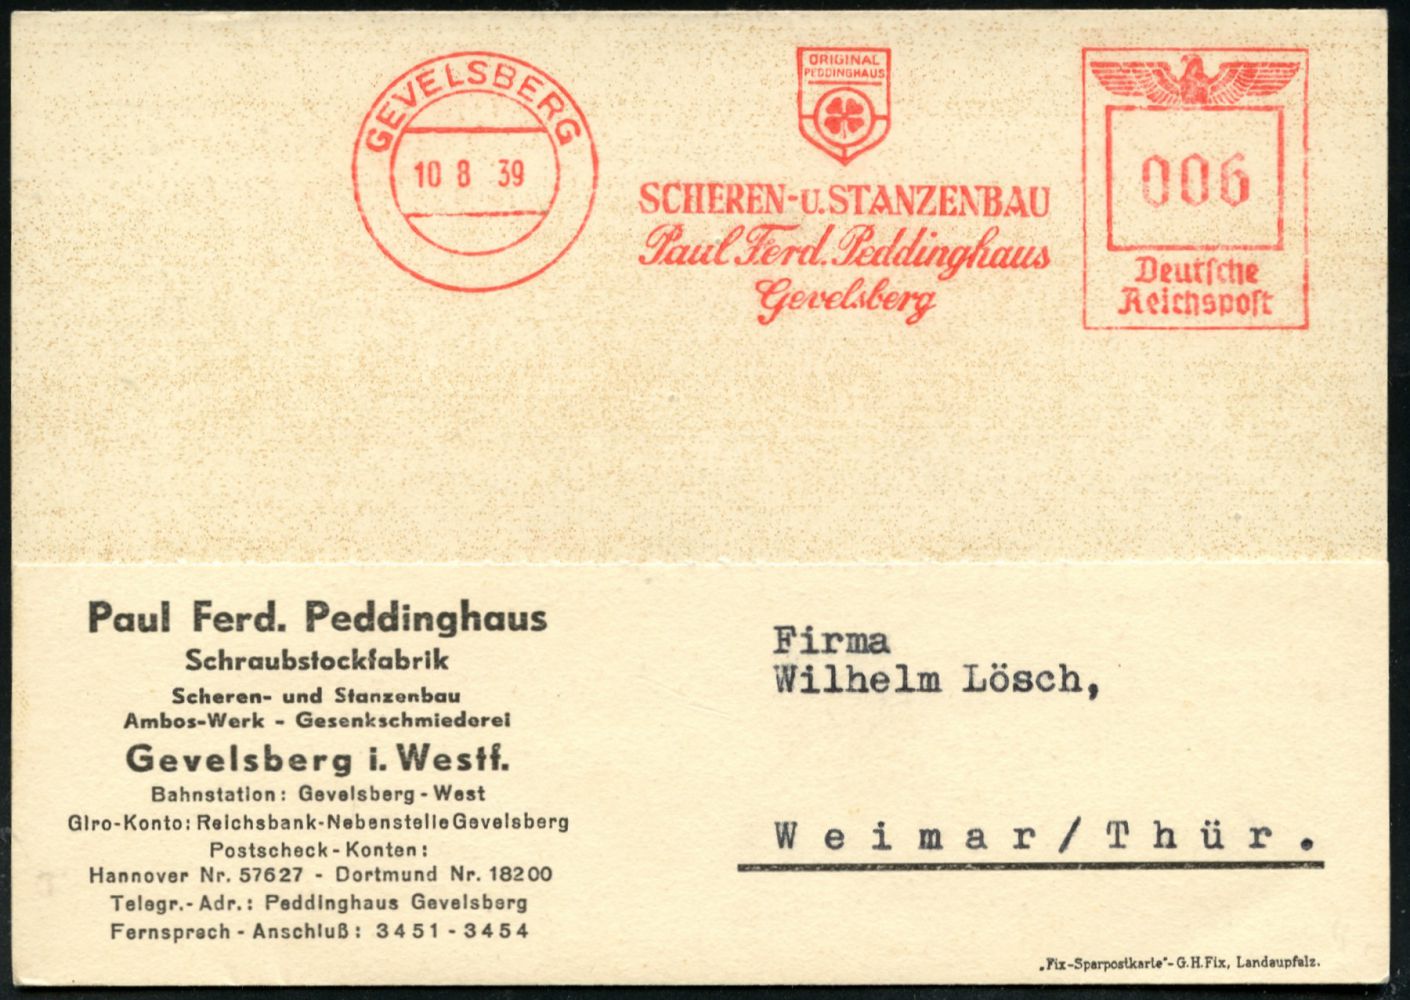 GEVELSBERG
10 8 39
ORIGINAL
PEDDINGHAUS
SCHEREN-U.STANZENBAU
Paul Ferd. Peddinghaus
Gevelsberg
006
Deutsche
Reichspost
Paul Ferd. Peddinghaus
Schraubstockfabrik
Scheren- und Stanzenbau
Ambos-Werk - Gesenkschmiederei
Gevelsberg i. Westf.
Bahnstation: Gevelsberg-West
Giro-Konto: Reichsbank-Nebenstelle Gevelsberg
Postscheck-Konten:
Hannover Nr. 57627 - Dortmund Nr. 18200
Telegr.-Adr.: Peddinghaus Gevelsberg
Fernsprech-Anschluß: 3451-3454
Firma
Wilhelm Lösch,
Weimar/Thür.
„Fix-Sparpostkarte"-G.H.Fix, Landaupfalz.